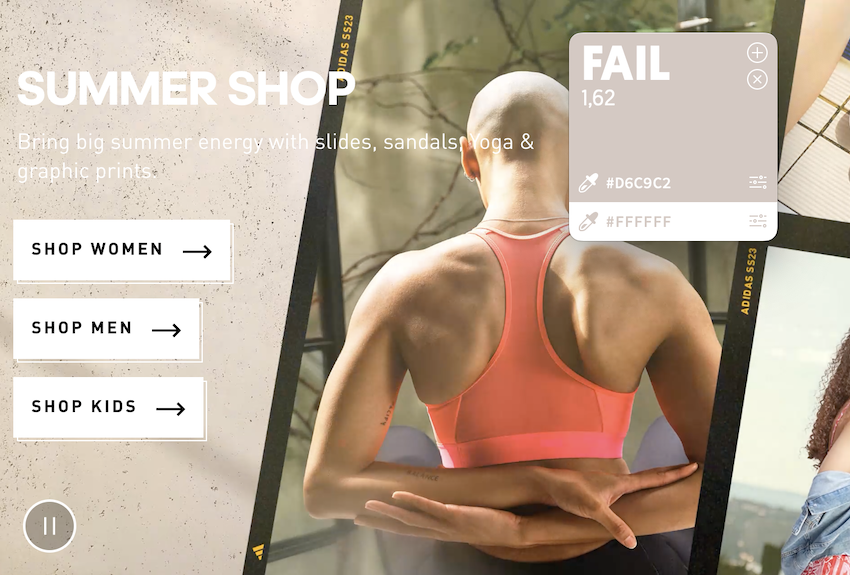 ADIDAS SS23
SUMMER SHOP
Bring big summer energy with slides, sandals, Yoga &
graphic prints.
SHOP WOMEN
SHOP MEN
SHOP KIDS
FAIL
1,62
#D6C9C2
#FFFFFF
ADIDAS SS23